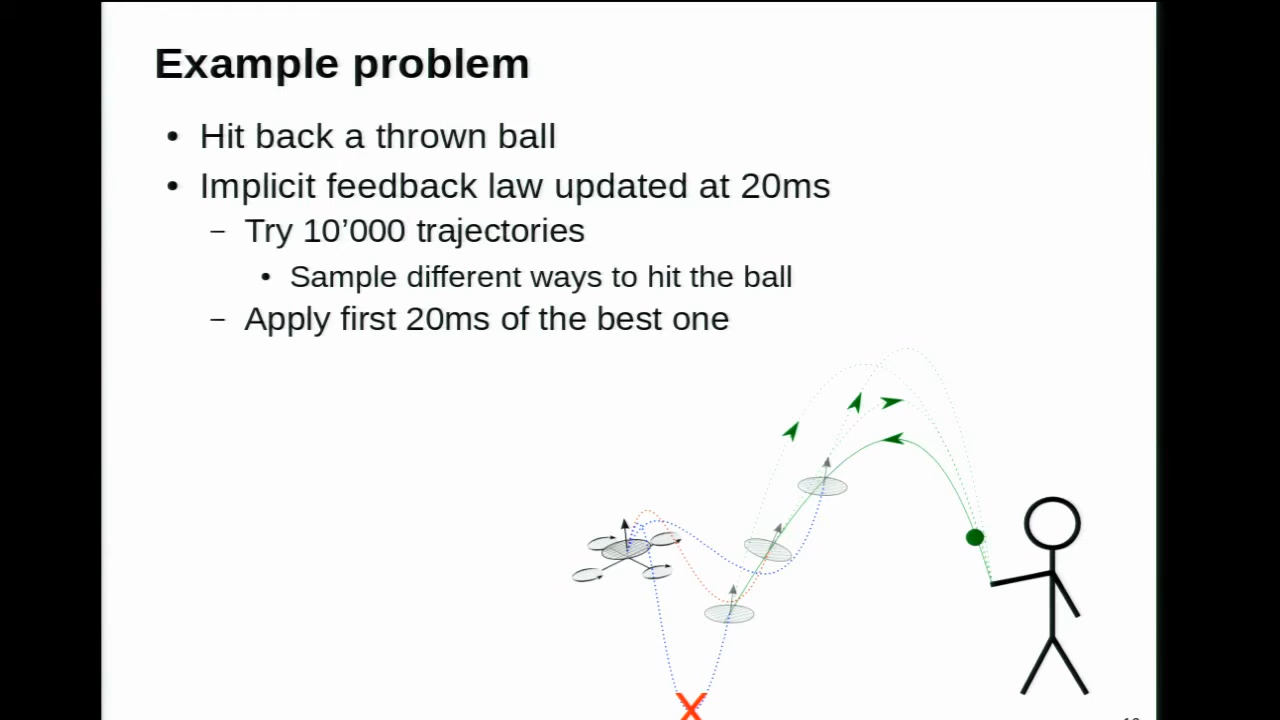 Example problem
• Hit back a thrown ball
• Implicit feedback law updated at 20ms
– Try 10’000 trajectories
• Sample different ways to hit the ball
– Apply first 20ms of the best one